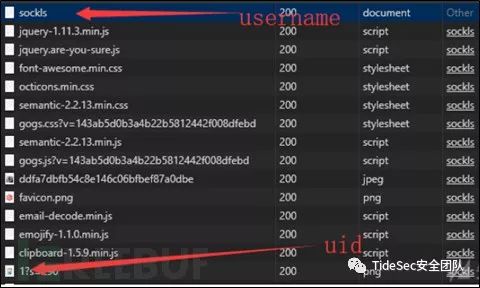 sockls 200 document Other
username
jquery-1.11.3.min.js 200 script sockls
jquery.are-you-sure.js 200 script sockls
font-awesome.min.css 200 stylesheet sockls
octicons.min.css 200 stylesheet sockls
semantic-2.2.13.min.css 200 stylesheet sockls
gogs.css?v=143ab5d0b3a4b22b5812442f008dfebd 200 stylesheet sockls
semantic-2.2.13.min.js 200 script sockls
gogs.js?v=143ab5d0b3a4b22b5812442f008dfebd 200 script sockls
ddfa7dbfb54c8e146c06bfbef87a0dbe 200 jpeg sockls
favicon.png 200 png sockls
email-decode.min.js 200 script sockls
emojify-1.1.0.min.js 200 script sockls
clipboard-1.5.9.min.js 200 script sockls
uid
1?s=290 200 png sockls
FREEBUF
TideSec安全团队